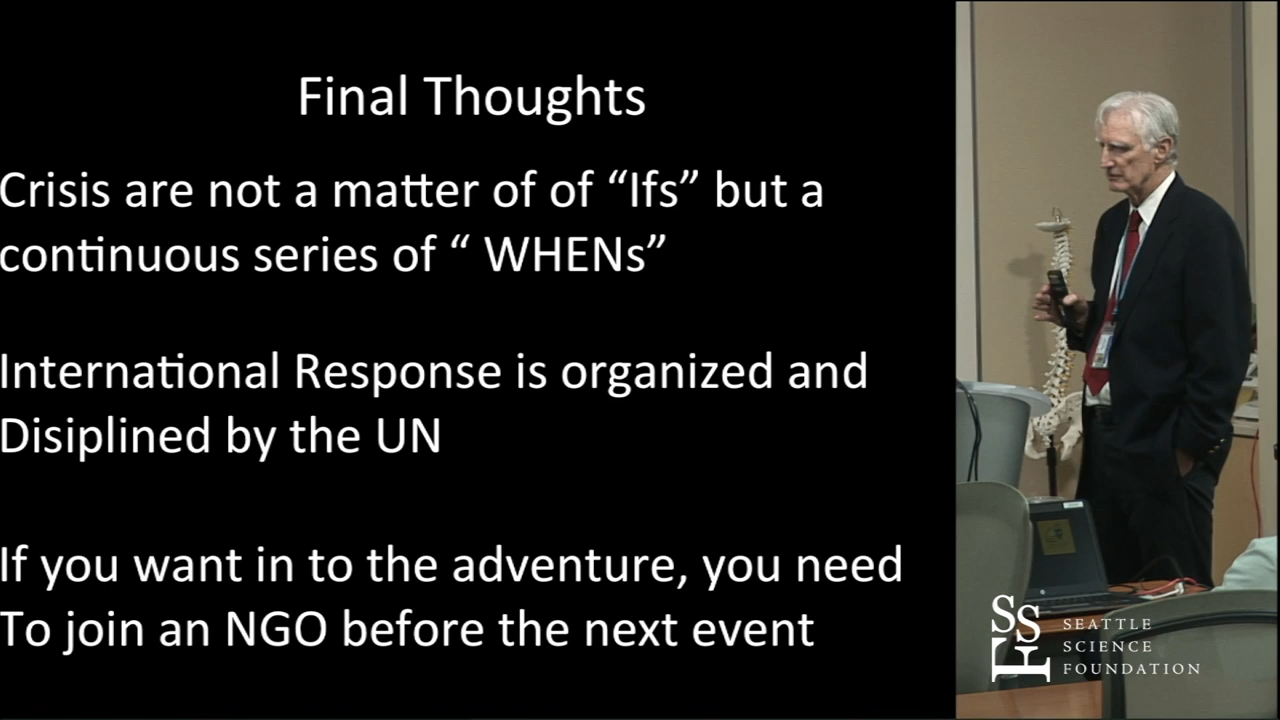 Final Thoughts
Crisis are not a matter of of “Ifs” but a
continuous series of “ WHENs”
International Response is organized and
Disiplined by the UN
If you want in to the adventure, you need
To join an NGO before the next event
SSF
SEATTLE
SCIENCE
FOUNDATION